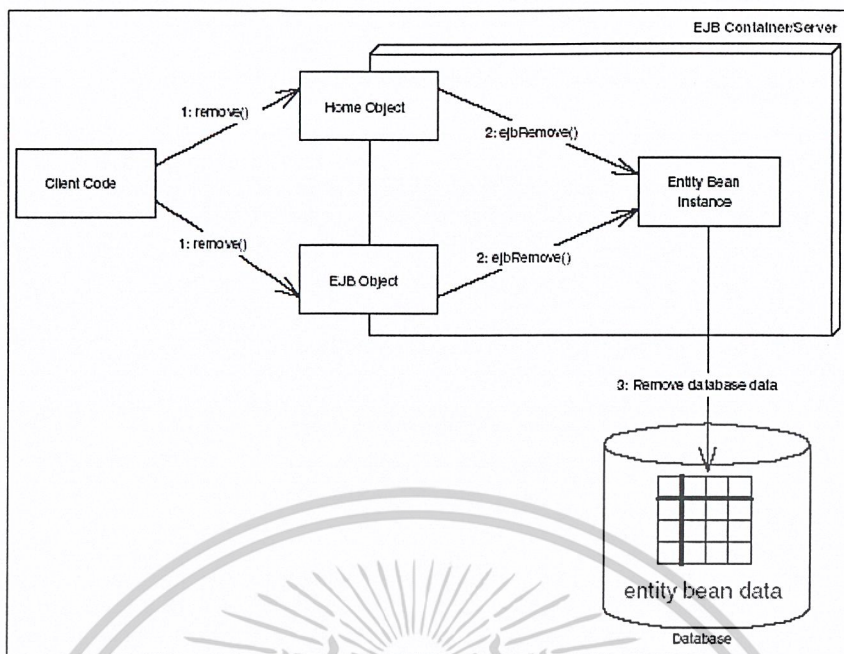 EJB Container/Server
Home Object
1: remove()
2: ejbRemove()
Client Code
Entity Bean
Instance
1: remove()
2: ejbRemove()
EJB Object
3: Remove database data
entity bean data
Database